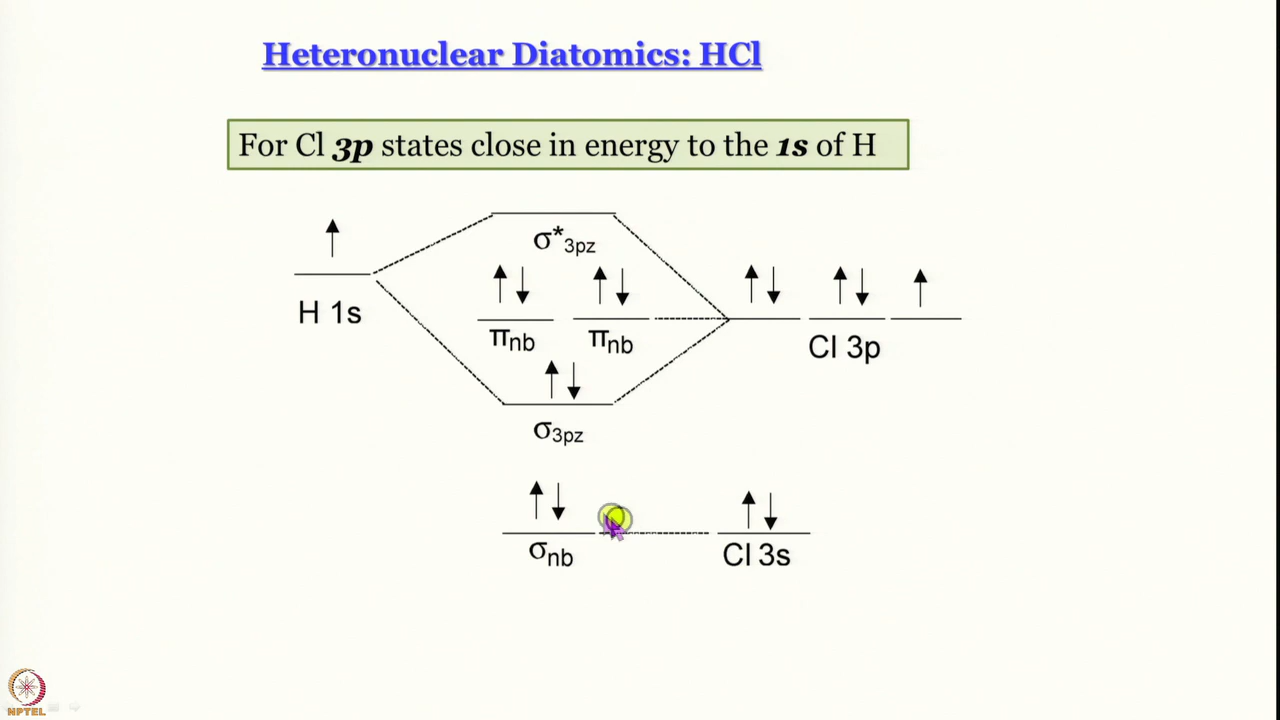 Heteronuclear Diatomics: HCl
For Cl 3p states close in energy to the 1s of H
σ*3pz
H 1s
πnb πnb
Cl 3p
σ3pz
σnb
Cl 3s
NPTEL